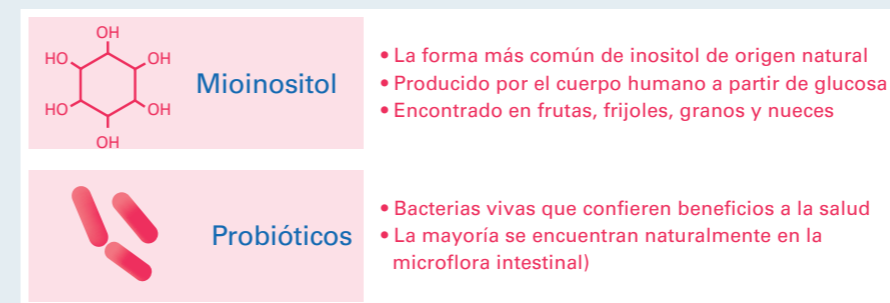 OH
HO
OH
HO
OH
OH
Mioinositol
• La forma más común de inositol de origen natural
• Producido por el cuerpo humano a partir de glucosa
• Encontrado en frutas, frijoles, granos y nueces
Probióticos
• Bacterias vivas que confieren beneficios a la salud
• La mayoría se encuentran naturalmente en la
microflora intestinal)